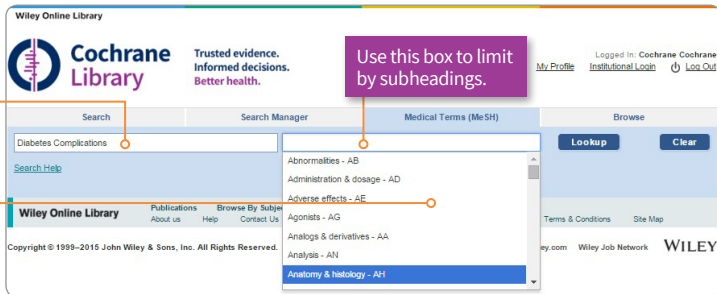 Wiley Online Library
Cochrane
Library
Trusted evidence.
Informed decisions.
Better health.
Use this box to limit
by subheadings.
Logged In: Cochrane Cochrane
My Profile Institutional Login Log Out
Search Search Manager Medical Terms (MeSH) Browse
Diabetes Complications
Lookup Clear
Search Help
Abnormalities - AB
Administration & dosage - AD
Adverse effects - AE
Agonists - AG
Analogs & derivatives - AA
Analysis - AN
Anatomy & histology - AH
Wiley Online Library
Publications Browse By
About us Help Contact Us
Terms & Conditions Site Map
Copyright © 1999-2015 John Wiley & Sons, Inc. All Rights Reserved.
Wiley Job Network WILEY